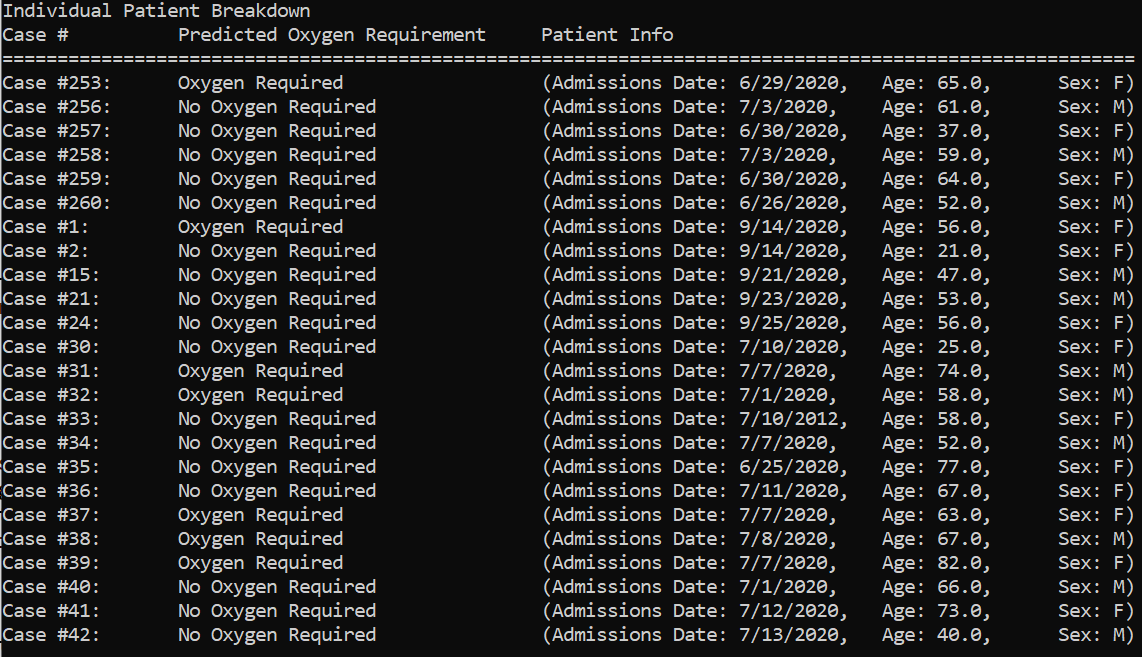 Individual Patient Breakdown
Case # Predicted Oxygen Requirement Patient Info
=======================================================================================================
Case #253: Oxygen Required (Admissions Date: 6/29/2020, Age: 65.0, Sex: F)
Case #256: No Oxygen Required (Admissions Date: 7/3/2020, Age: 61.0, Sex: M)
Case #257: No Oxygen Required (Admissions Date: 6/30/2020, Age: 37.0, Sex: F)
Case #258: No Oxygen Required (Admissions Date: 7/3/2020, Age: 59.0, Sex: M)
Case #259: No Oxygen Required (Admissions Date: 6/30/2020, Age: 64.0, Sex: F)
Case #260: No Oxygen Required (Admissions Date: 6/26/2020, Age: 52.0, Sex: M)
Case #1: Oxygen Required (Admissions Date: 9/14/2020, Age: 56.0, Sex: F)
Case #2: No Oxygen Required (Admissions Date: 9/14/2020, Age: 21.0, Sex: F)
Case #15: No Oxygen Required (Admissions Date: 9/21/2020, Age: 47.0, Sex: M)
Case #21: No Oxygen Required (Admissions Date: 9/23/2020, Age: 53.0, Sex: M)
Case #24: No Oxygen Required (Admissions Date: 9/25/2020, Age: 56.0, Sex: F)
Case #30: No Oxygen Required (Admissions Date: 7/10/2020, Age: 25.0, Sex: F)
Case #31: Oxygen Required (Admissions Date: 7/7/2020, Age: 74.0, Sex: M)
Case #32: Oxygen Required (Admissions Date: 7/1/2020, Age: 58.0, Sex: M)
Case #33: No Oxygen Required (Admissions Date: 7/10/2012, Age: 58.0, Sex: F)
Case #34: No Oxygen Required (Admissions Date: 7/7/2020, Age: 52.0, Sex: M)
Case #35: No Oxygen Required (Admissions Date: 6/25/2020, Age: 77.0, Sex: F)
Case #36: No Oxygen Required (Admissions Date: 7/11/2020, Age: 67.0, Sex: F)
Case #37: Oxygen Required (Admissions Date: 7/7/2020, Age: 63.0, Sex: F)
Case #38: Oxygen Required (Admissions Date: 7/8/2020, Age: 67.0, Sex: M)
Case #39: Oxygen Required (Admissions Date: 7/7/2020, Age: 82.0, Sex: F)
Case #40: No Oxygen Required (Admissions Date: 7/1/2020, Age: 66.0, Sex: M)
Case #41: No Oxygen Required (Admissions Date: 7/12/2020, Age: 73.0, Sex: F)
Case #42: No Oxygen Required (Admissions Date: 7/13/2020, Age: 40.0, Sex: M)